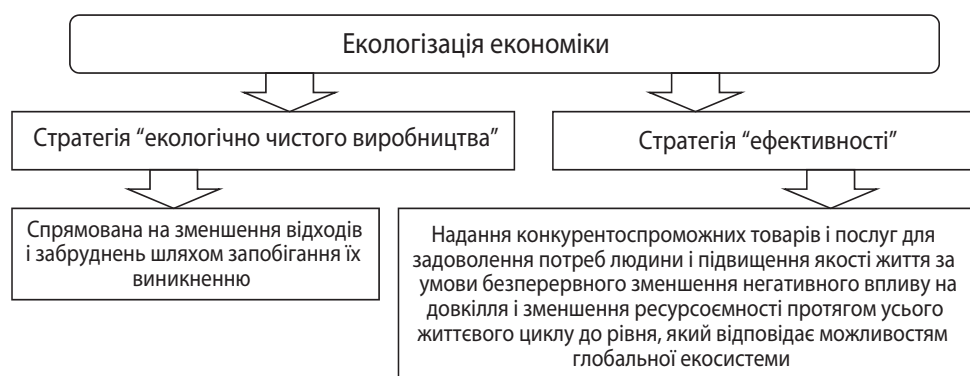 Екологізація економіки
Стратегія “екологічно чистого виробництва”
Стратегія “ефективності”
Спрямована на зменшення відходів
і забруднень шляхом запобігання їх
виникненню
Надання конкурентоспроможних товарів і послуг для
задоволення потреб людини і підвищення якості життя за
умови безперервного зменшення негативного впливу на
довкілля і зменшення ресурсоємності протягом усього
життєвого циклу до рівня, який відповідає можливостям
глобальної екосистеми